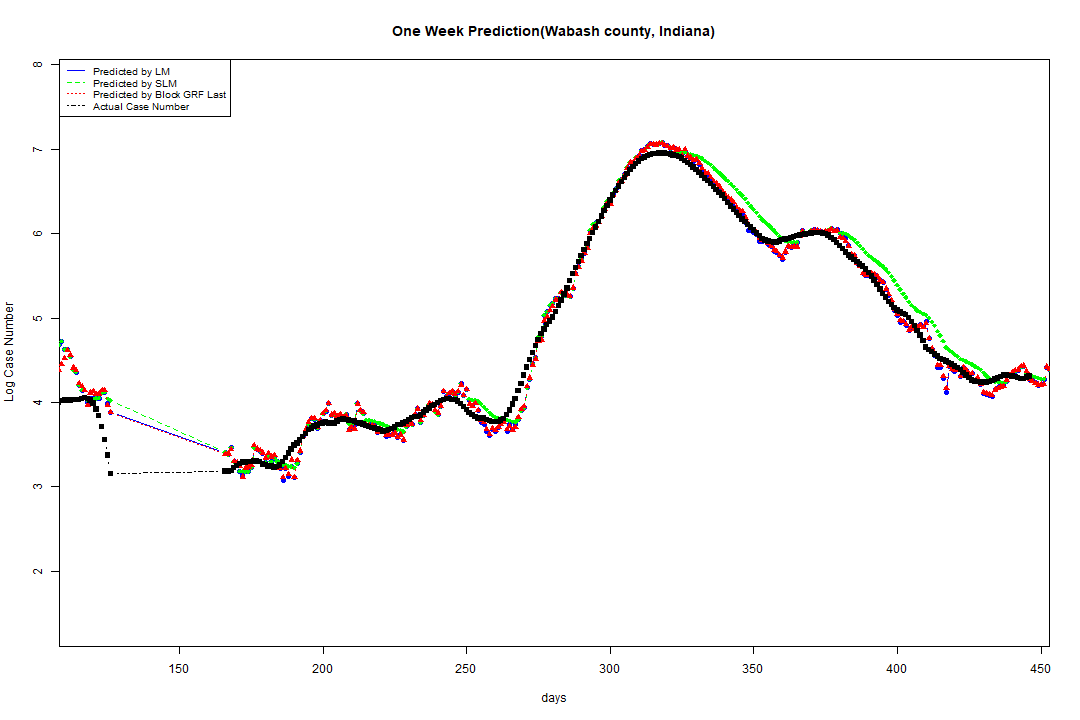 One Week Prediction(Wabash county, Indiana)
Predicted by LM
Predicted by SLM
Predicted by Block GRF Last
Actual Case Number
8
7
6
5
4
3
2
Log Case Number
150 200 250 300 350 400 450
days